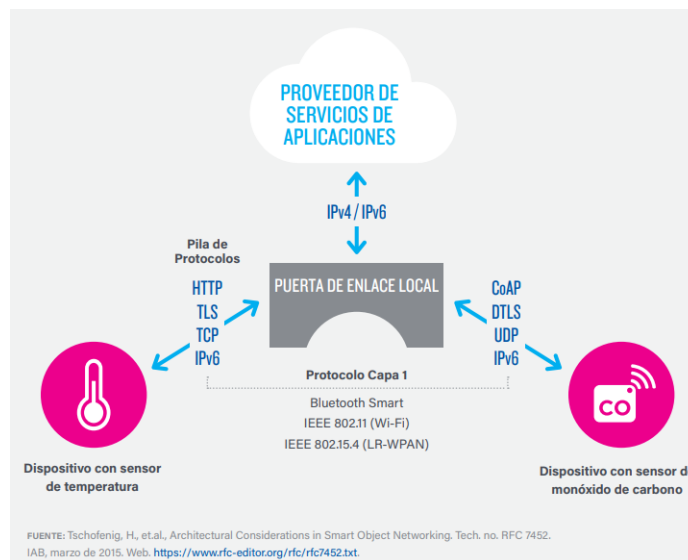 PROVEEDOR DE
SERVICIOS DE
APLICACIONES
IPv4 / IPv6
Pila de
Protocolos
HTTP
TLS
TCP
IPv6
PUERTA DE ENLACE LOCAL
CoAP
DTLS
UDP
IPv6
Protocolo Capa 1
Bluetooth Smart
IEEE 802.11 (Wi-Fi)
IEEE 802.15.4 (LR-WPAN)
CO
Dispositivo con sensor
de temperatura
Dispositivo con sensor d
monóxido de carbono
FUENTE: Tschofenig, H., et.al., Architectural Considerations in Smart Object Networking. Tech. no. RFC 7452.
IAB, marzo de 2015. Web. https://www.rfc-editor.org/rfc/rfc7452.txt.